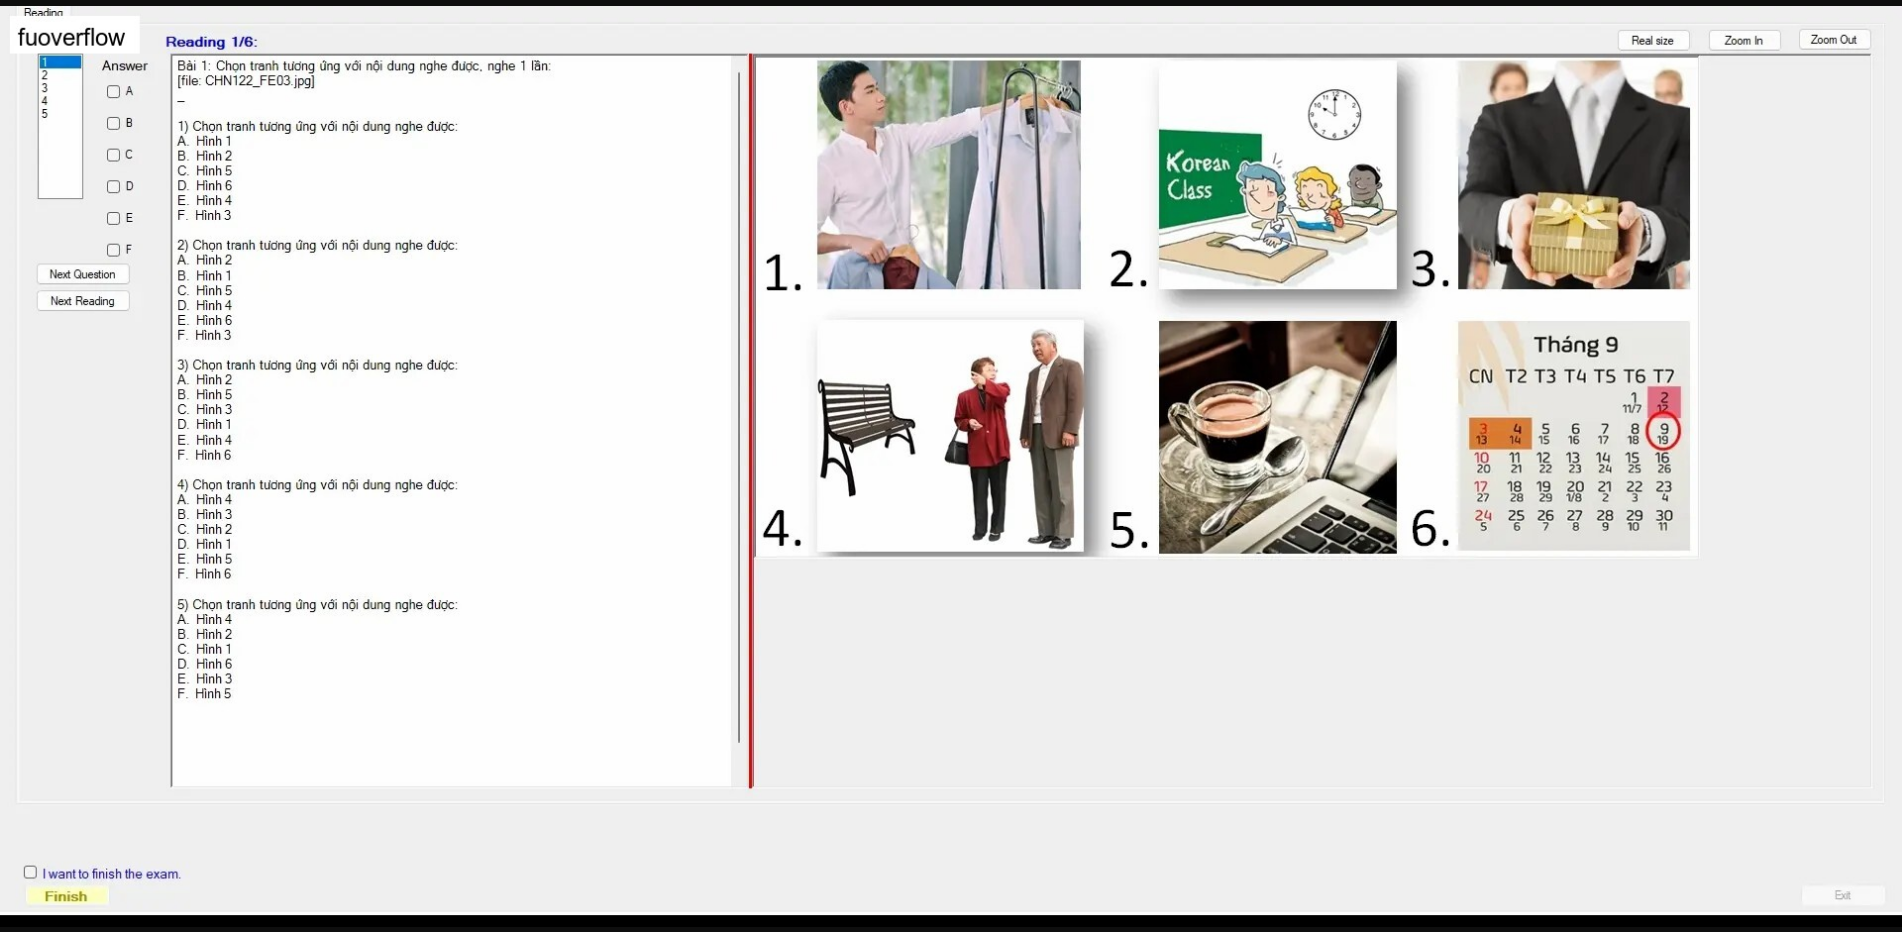 Reading
fuoverflow
Reading 1/6:
Real size
Zoom In
Zoom Out
1
2
3
4
5
Answer
A
B
C
D
E
F
Next Question
Next Reading
Bài 1: Chọn tranh tương ứng với nội dung nghe được, nghe 1 lần:
[file: CHN122_FE03.jpg]
_
1) Chọn tranh tương ứng với nội dung nghe được:
A. Hình 1
B. Hình 2
C. Hình 5
D. Hình 6
E. Hình 4
F. Hình 3
2) Chọn tranh tương ứng với nội dung nghe được:
A. Hình 2
B. Hình 1
C. Hình 5
D. Hình 4
E. Hình 6
F. Hình 3
3) Chọn tranh tương ứng với nội dung nghe được:
A. Hình 2
B. Hình 5
C. Hình 3
D. Hình 1
E. Hình 4
F. Hình 6
4) Chọn tranh tương ứng với nội dung nghe được:
A. Hình 4
B. Hình 3
C. Hình 2
D. Hình 1
E. Hình 5
F. Hình 6
5) Chọn tranh tương ứng với nội dung nghe được:
A. Hình 4
B. Hình 2
C. Hình 1
D. Hình 6
E. Hình 3
F. Hình 5
1.
2.
Korean
Class
3.
4.
5.
6.
Tháng 9
CN T2 T3 T4 T5 T6 T7
1 2
11/7 12
3 4 5 6 7 8 9
13 14 15 16 17 18 19
10 11 12 13 14 15 16
20 21 22 23 24 25 26
17 18 19 20 21 22 23
27 28 29 1/8 2 3 4
24 25 26 27 28 29 30
5 6 7 8 9 10 11
I want to finish the exam.
Finish
Exit